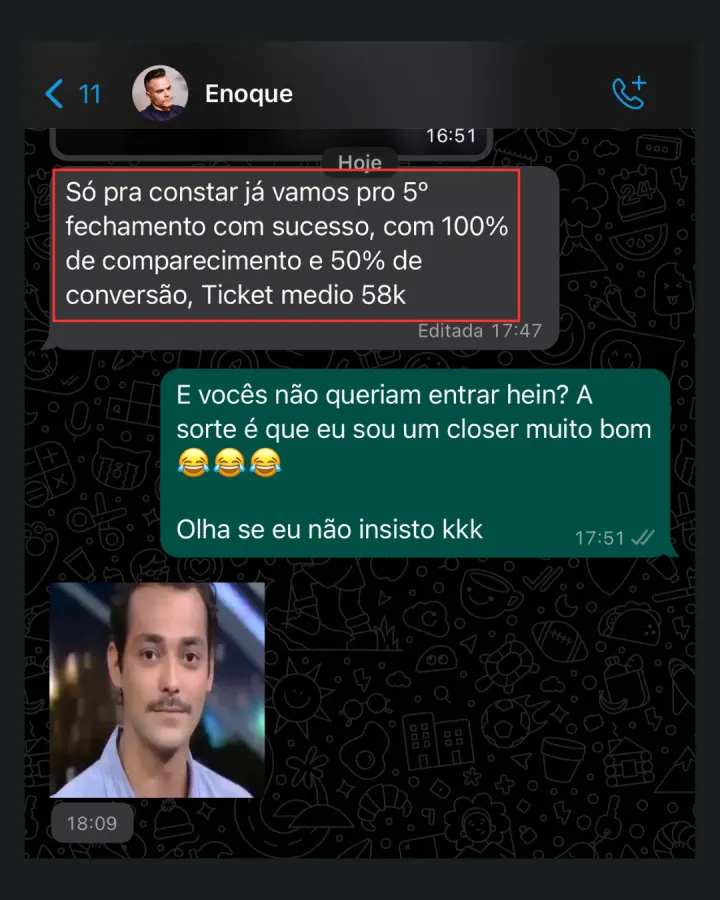 11
Enoque
16:51
Hoje
Só pra constar já vamos pro 5º
fechamento com sucesso, com 100%
de comparecimento e 50% de
conversão, Ticket medio 58k
Editada 17:47
E vocês não queriam entrar hein? A
sorte é que eu sou um closer muito bom
😂😂😂
Olha se eu não insisto kkk
17:51
18:09